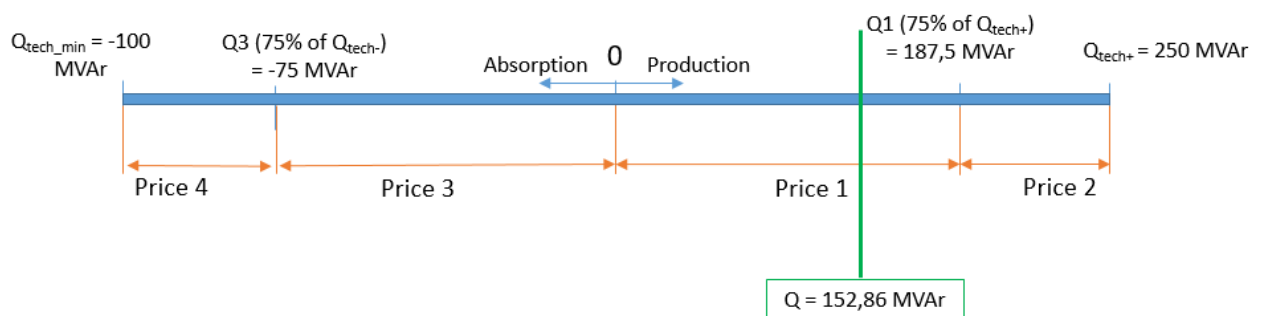 Qtech_min = -100
MVAr
Q3 (75% of Qtech-)
= -75 MVAr
Absorption
0
Production
Q1 (75% of Qtech+)
= 187,5 MVAr
Qtech+ = 250 MVAr
Price 4
Price 3
Price 1
Price 2
Q = 152,86 MVAr